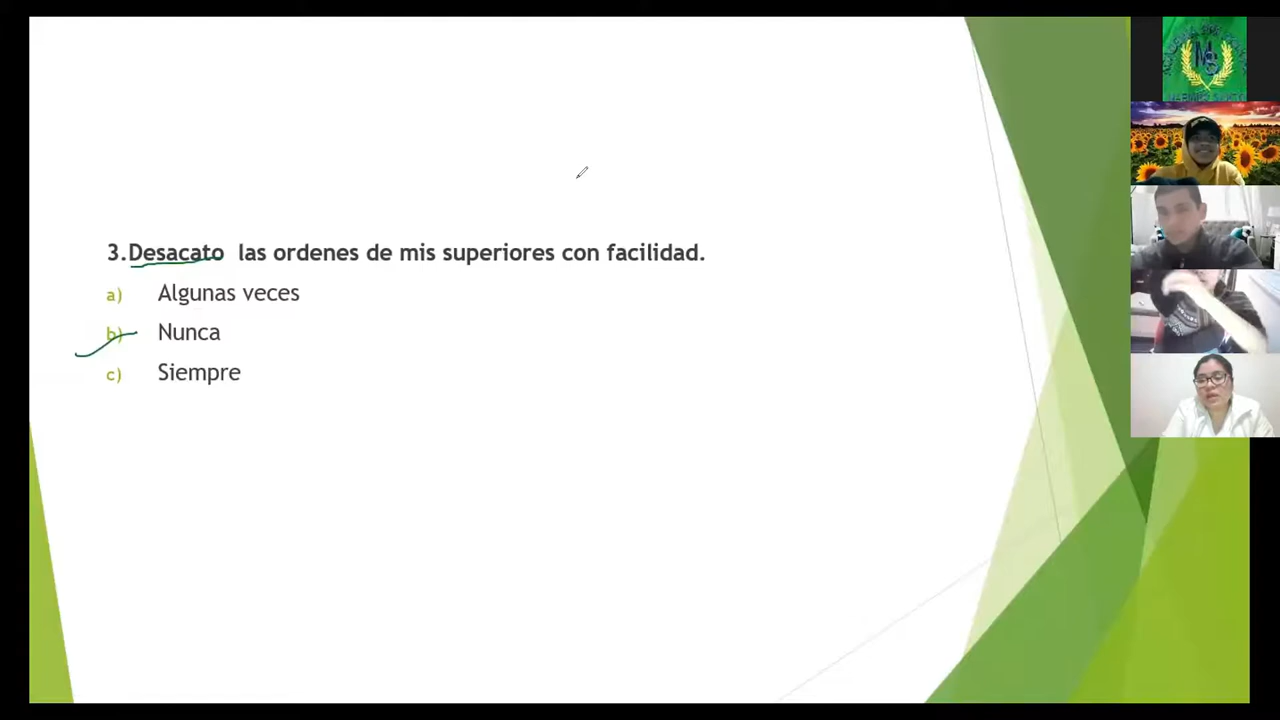 3.Desacato las ordenes de mis superiores con facilidad.
a) Algunas veces
b) Nunca
c) Siempre